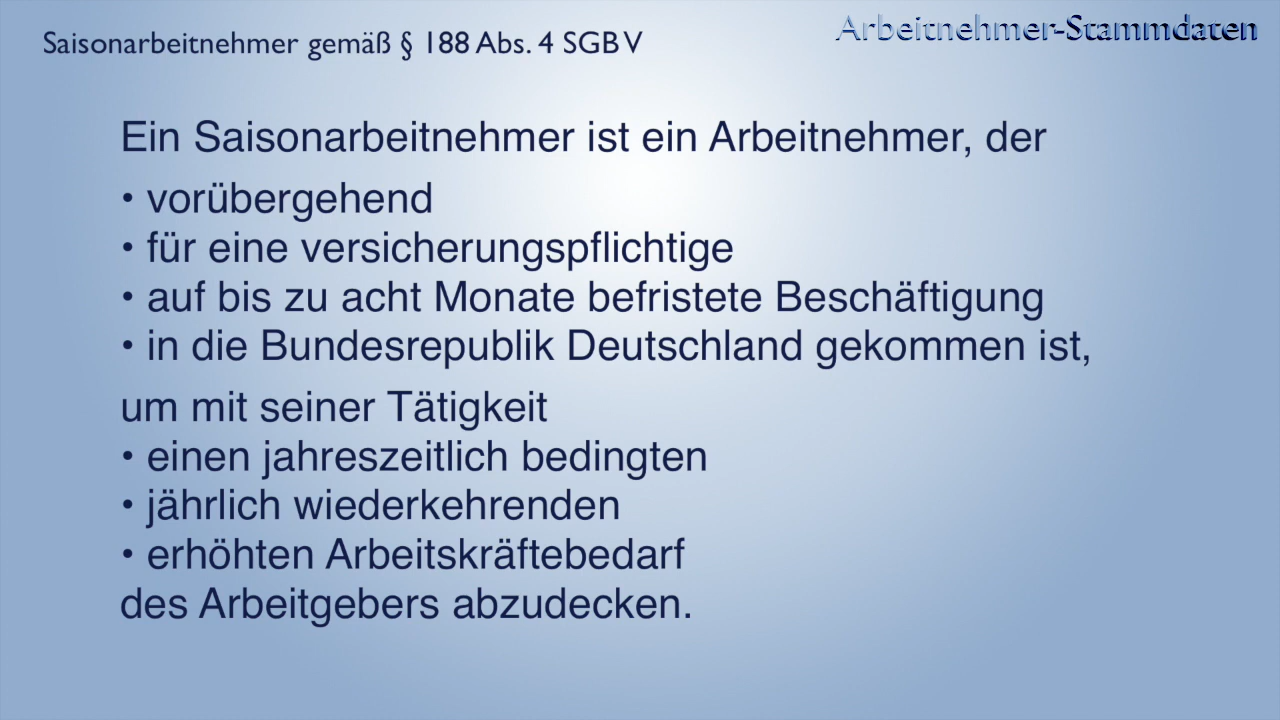 Saisonarbeitnehmer gemäß § 188 Abs. 4 SGB V
Arbeitnehmer-Stammdaten
Ein Saisonarbeitnehmer ist ein Arbeitnehmer, der
• vorübergehend
• für eine versicherungspflichtige
• auf bis zu acht Monate befristete Beschäftigung
• in die Bundesrepublik Deutschland gekommen ist,
um mit seiner Tätigkeit
• einen jahreszeitlich bedingten
• jährlich wiederkehrenden
• erhöhten Arbeitskräftebedarf
des Arbeitgebers abzudecken.